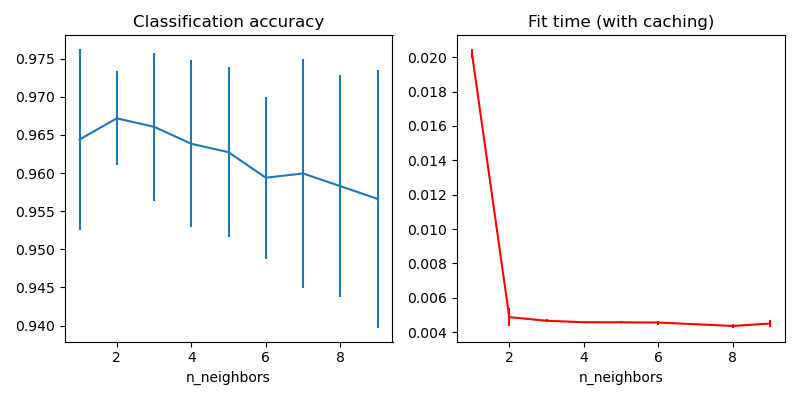 Classification accuracy
0.975
0.970
0.965
0.960
0.955
0.950
0.945
0.940
2 4 6 8
n_neighbors
Fit time (with caching)
0.020
0.018
0.016
0.014
0.012
0.010
0.008
0.006
0.004
2 4 6 8
n_neighbors